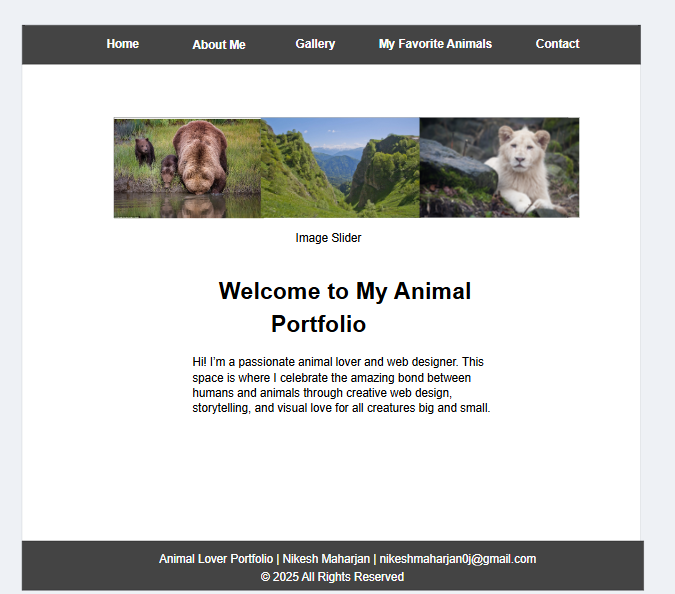 Home About Me Gallery My Favorite Animals Contact
Image Slider
Welcome to My Animal
Portfolio
Hi! I'm a passionate animal lover and web designer. This
space is where I celebrate the amazing bond between
humans and animals through creative web design,
storytelling, and visual love for all creatures big and small.
Animal Lover Portfolio | Nikesh Maharjan | nikeshmaharjan0j@gmail.com
© 2025 All Rights Reserved